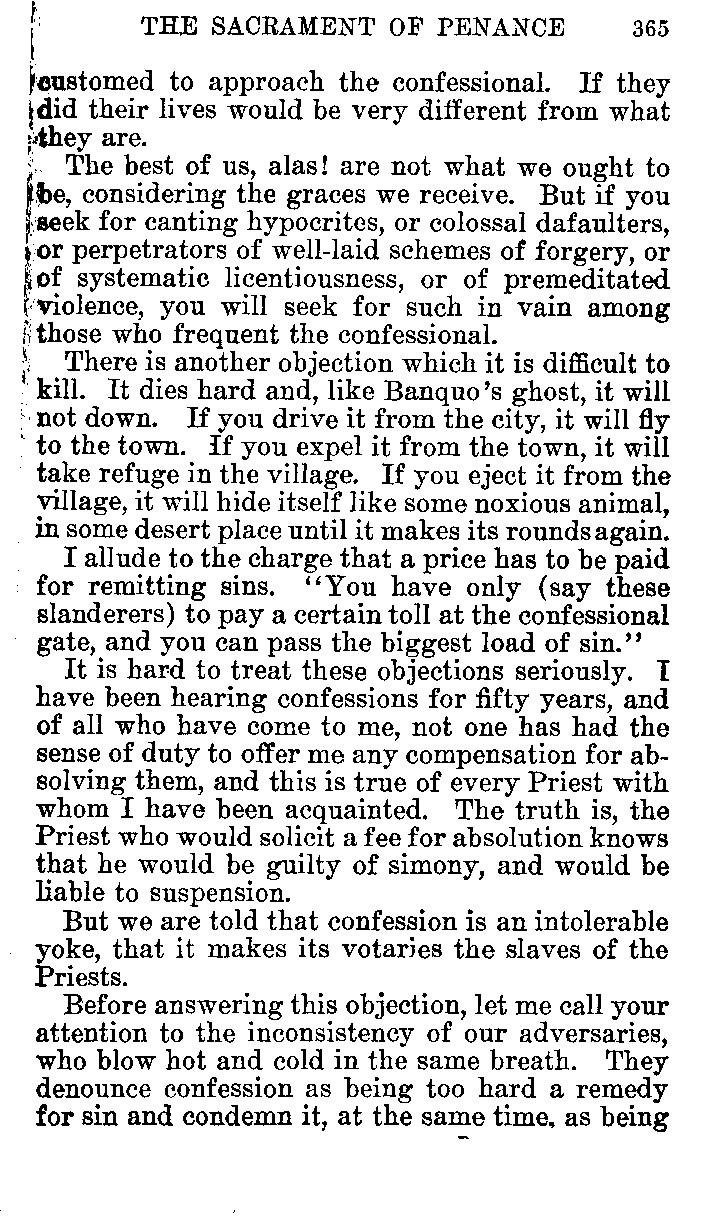 THE SACRAMENT OF PENANCE 365
customed to approach the confessional. If they
did their lives would be very different from what
they are.
The best of us, alas! are not what we ought to
be, considering the graces we receive. But if you
seek for canting hypocrites, or colossal dafaulters,
or perpetrators of well-laid schemes of forgery, or
of systematic licentiousness, or of premeditated
violence, you will seek for such in vain among
those who frequent the confessional.
There is another objection which it is difficult to
kill. It dies hard and, like Banquo's ghost, it will
not down. If you drive it from the city, it will fly
to the town. If you expel it from the town, it will
take refuge in the village. If you eject it from the
village, it will hide itself like some noxious animal,
in some desert place until it makes its rounds again.
I allude to the charge that a price has to be paid
for remitting sins. "You have only (say these
slanderers) to pay a certain toll at the confessional
gate, and you can pass the biggest load of sin."
It is hard to treat these objections seriously. I
have been hearing confessions for fifty years, and
of all who have come to me, not one has had the
sense of duty to offer me any compensation for ab-
solving them, and this is true of every Priest with
whom I have been acquainted. The truth is, the
Priest who would solicit a fee for absolution knows
that he would be guilty of simony, and would be
liable to suspension.
But we are told that confession is an intolerable
yoke, that it makes its votaries the slaves of the
Priests.
Before answering this objection, let me call your
attention to the inconsistency of our adversaries,
who blow hot and cold in the same breath. They
denounce confession as being too hard a remedy
for sin and condemn it, at the same time, as being